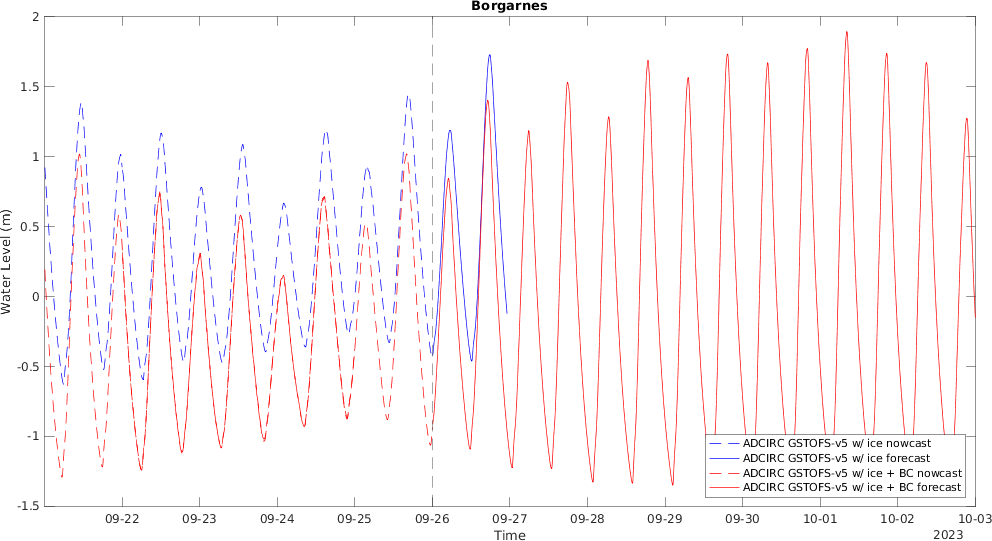 Borgarnes
2
1.5
1
0.5
0
-0.5
-1
-1.5
Water Level (m)
ADCIRC GSTOFS-v5 w/ ice nowcast
ADCIRC GSTOFS-v5 w/ ice forecast
ADCIRC GSTOFS-v5 w/ ice + BC nowcast
ADCIRC GSTOFS-v5 w/ ice + BC forecast
09-22 09-23 09-24 09-25 09-26 09-27 09-28 09-29 09-30 10-01 10-02 10-03
Time
2023